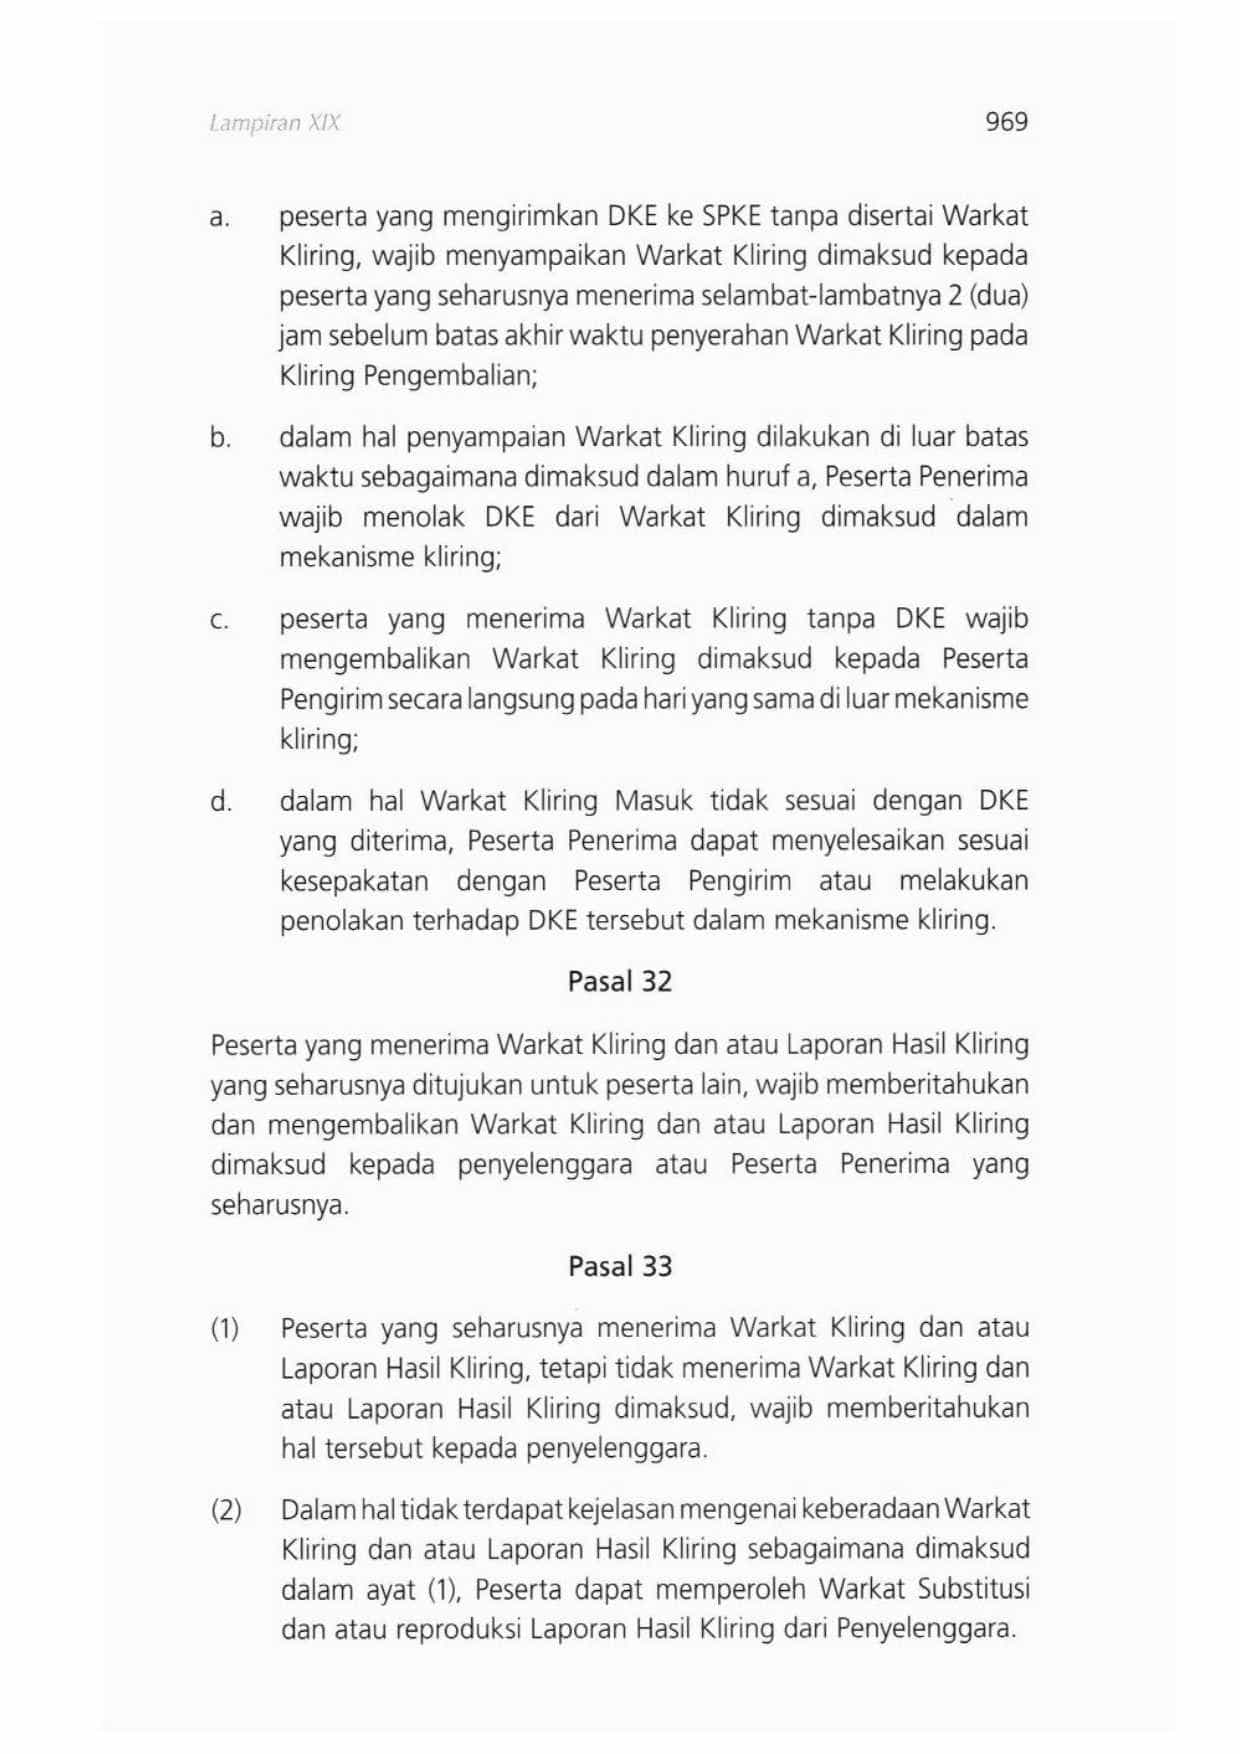 Lampiran XIX 969
a. peserta yang mengirimkan DKE ke SPKE tanpa disertai Warkat
Kliring, wajib menyampaikan Warkat Kliring dimaksud kepada
peserta yang seharusnya menerima selambat-lambatnya 2 (dua)
jam sebelum batas akhir waktu penyerahan Warkat Kliring pada
Kliring Pengembalian;
b. dalam hal penyampaian Warkat Kliring dilakukan di luar batas
waktu sebagaimana dimaksud dalam huruf a, Peserta Penerima
wajib menolak DKE dari Warkat Kliring dimaksud dalam
mekanisme kliring;
c. peserta yang menerima Warkat Kliring tanpa DKE wajib
mengembalikan Warkat Kliring dimaksud kepada Peserta
Pengirim secara langsung pada hari yang sama di luar mekanisme
kliring;
d. dalam hal Warkat Kliring Masuk tidak sesuai dengan DKE
yang diterima, Peserta Penerima dapat menyelesaikan sesuai
kesepakatan dengan Peserta Pengirim atau melakukan
penolakan terhadap DKE tersebut dalam mekanisme kliring.
Pasal 32
Peserta yang menerima Warkat Kliring dan atau Laporan Hasil Kliring
yang seharusnya ditujukan untuk peserta lain, wajib memberitahukan
dan mengembalikan Warkat Kliring dan atau Laporan Hasil Kliring
dimaksud kepada penyelenggara atau Peserta Penerima yang
seharusnya.
Pasal 33
(1) Peserta yang seharusnya menerima Warkat Kliring dan atau
Laporan Hasil Kliring, tetapi tidak menerima Warkat Kliring dan
atau Laporan Hasil Kliring dimaksud, wajib memberitahukan
hal tersebut kepada penyelenggara.
(2) Dalam hal tidak terdapat kejelasan mengenai keberadaan Warkat
Kliring dan atau Laporan Hasil Kliring sebagaimana dimaksud
dalam ayat (1), Peserta dapat memperoleh Warkat Substitusi
dan atau reproduksi Laporan Hasil Kliring dari Penyelenggara.